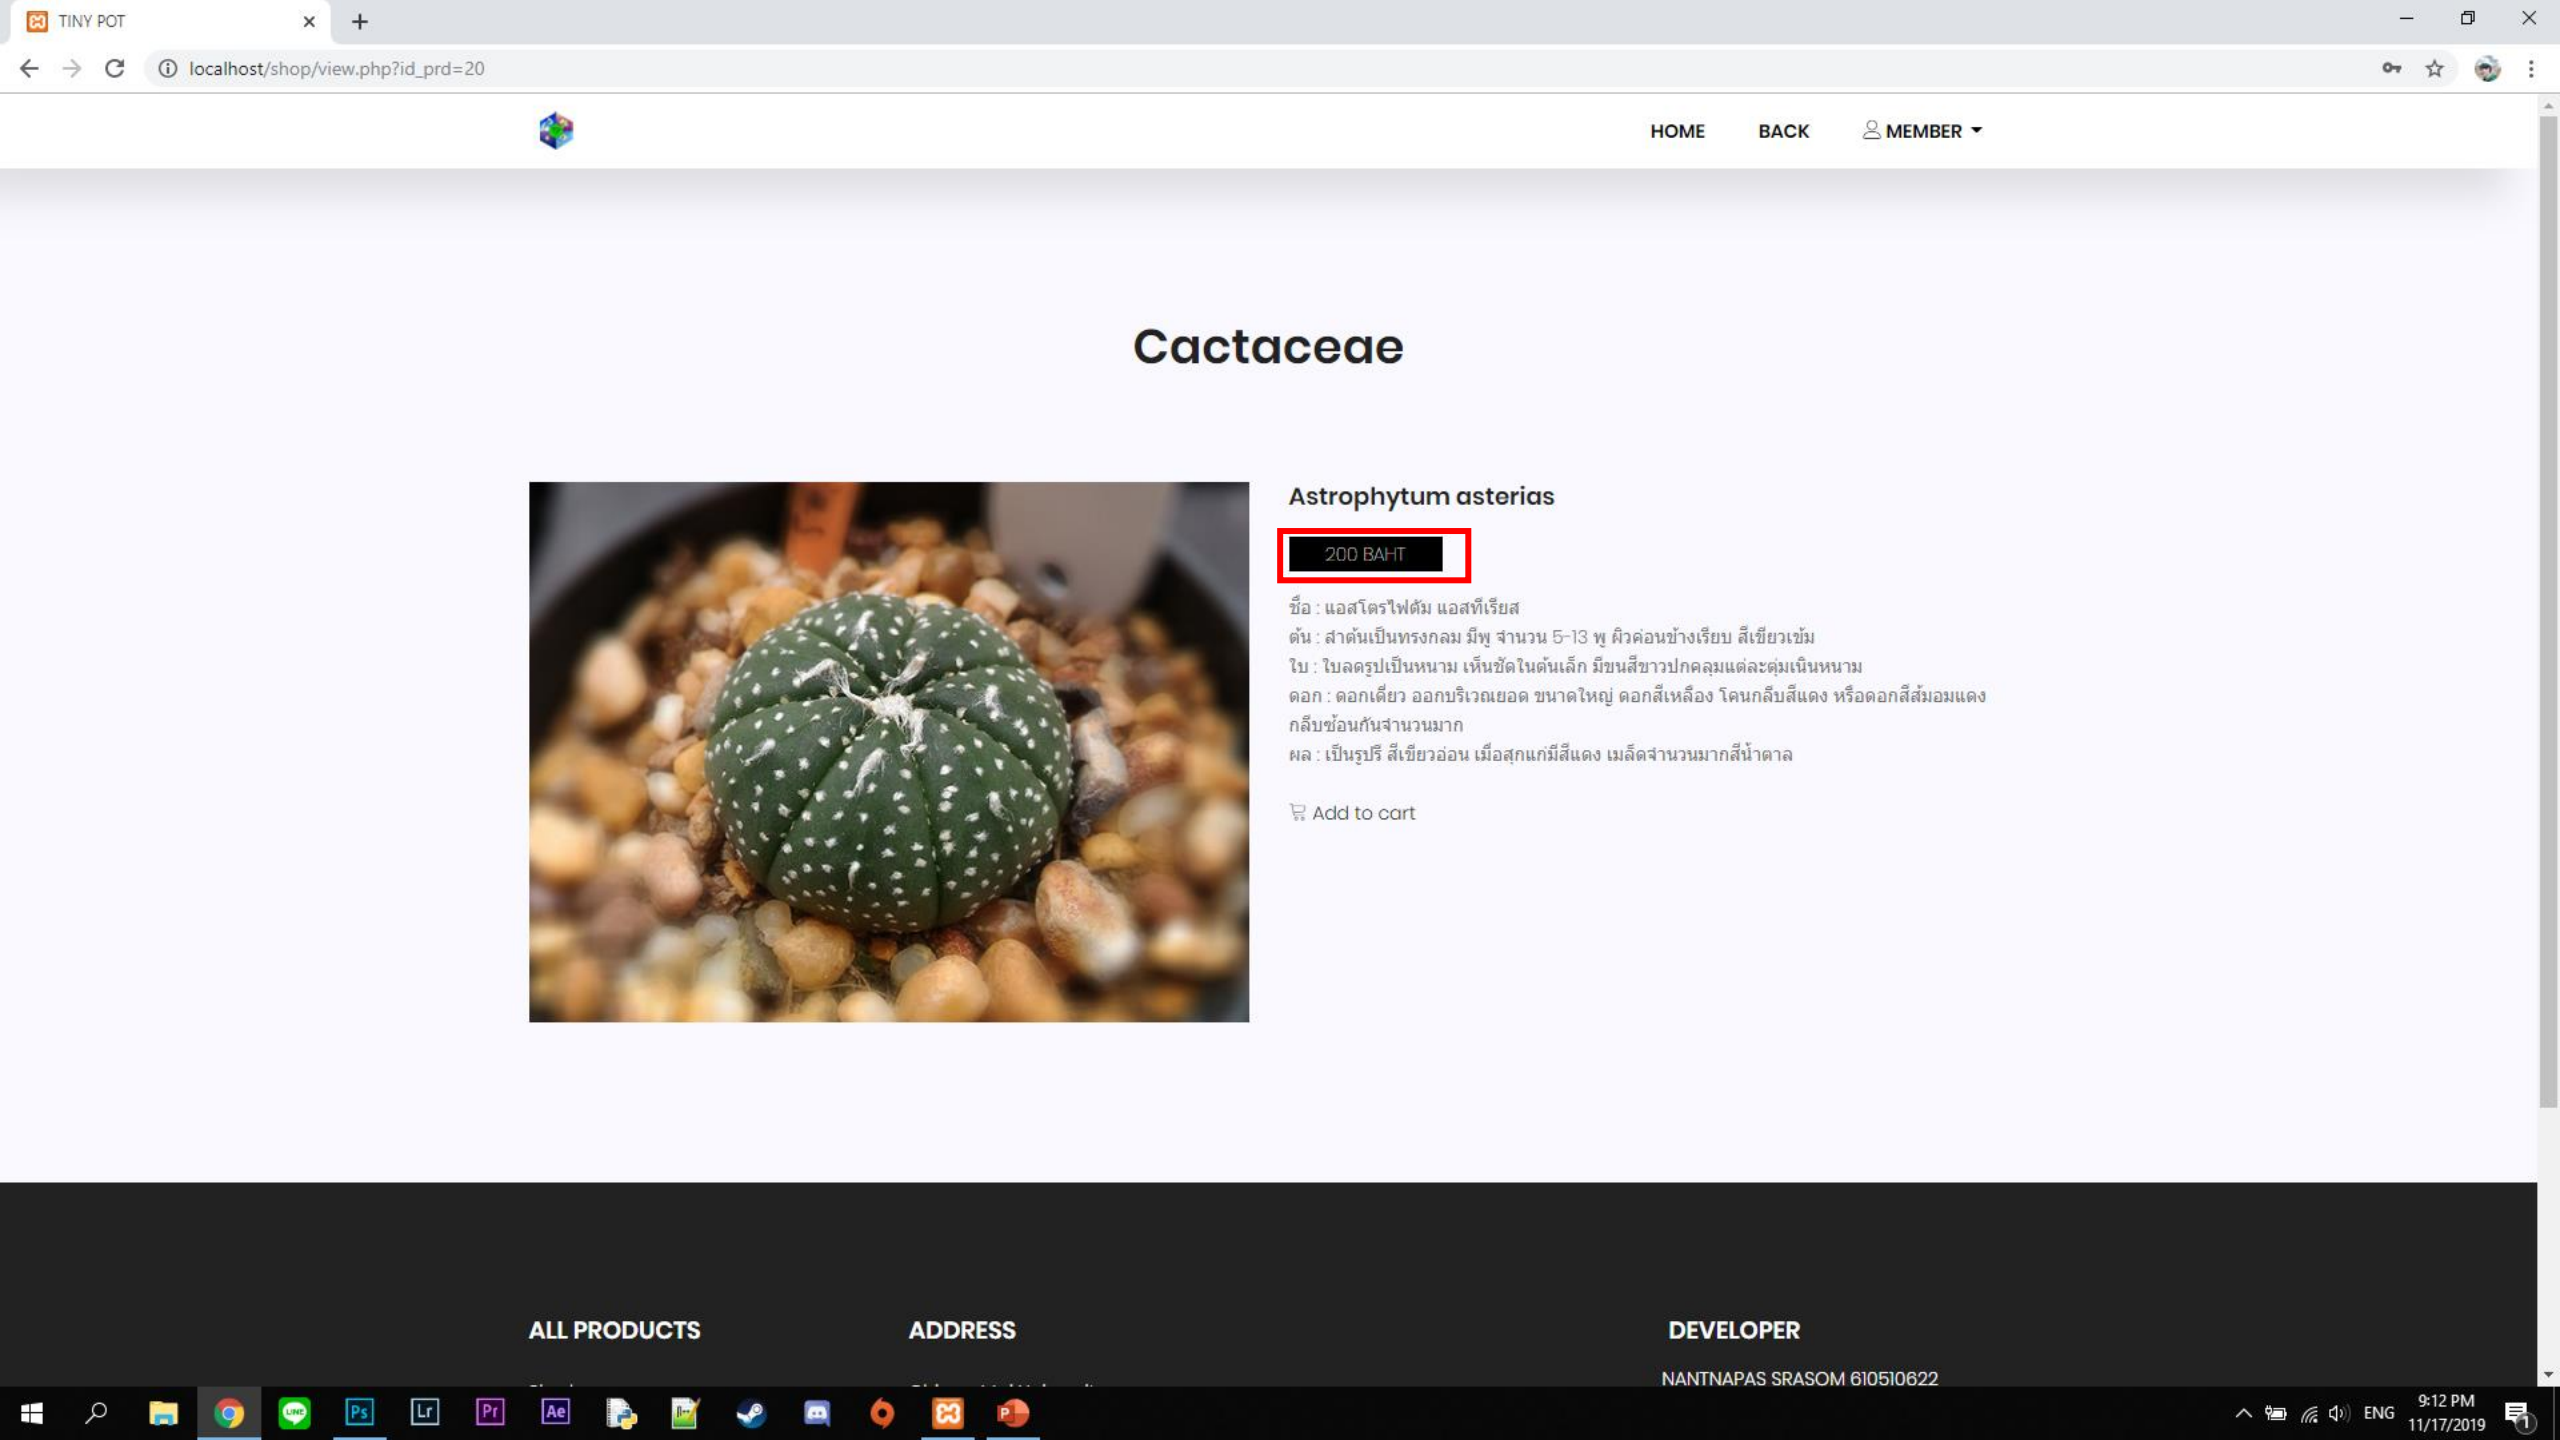 TINY POT
localhost/shop/view.php?id_prd=20
HOME BACK MEMBER
Cactaceae
Astrophytum asterias
200 BAHT
ชื่อ : แอสโตรไฟตัม แอสทีเรียส
ต้น : ลำต้นเป็นทรงกลม มีพู จำนวน 5-13 พู ผิวค่อนข้างเรียบ สีเขียวเข้ม
ใบ : ใบลดรูปเป็นหนาม เห็นชัดในต้นเล็ก มีขนสีขาวปกคลุมแต่ละตุ่มเนินหนาม
ดอก : ดอกเดี่ยว ออกบริเวณยอด ขนาดใหญ่ ดอกสีเหลือง โคนกลีบสีแดง หรือดอกสีส้มอมแดง
กลีบซ้อนกันจำนวนมาก
ผล : เป็นรูปรี สีเขียวอ่อน เมื่อสุกแก่มีสีแดง เมล็ดจำนวนมากสีน้ำตาล
Add to cart
ALL PRODUCTS ADDRESS DEVELOPER
NANTNAPAS SRASOM 610510622
LINE Ps Lr Pr Ae
ENG
9:12 PM
11/17/2019
1